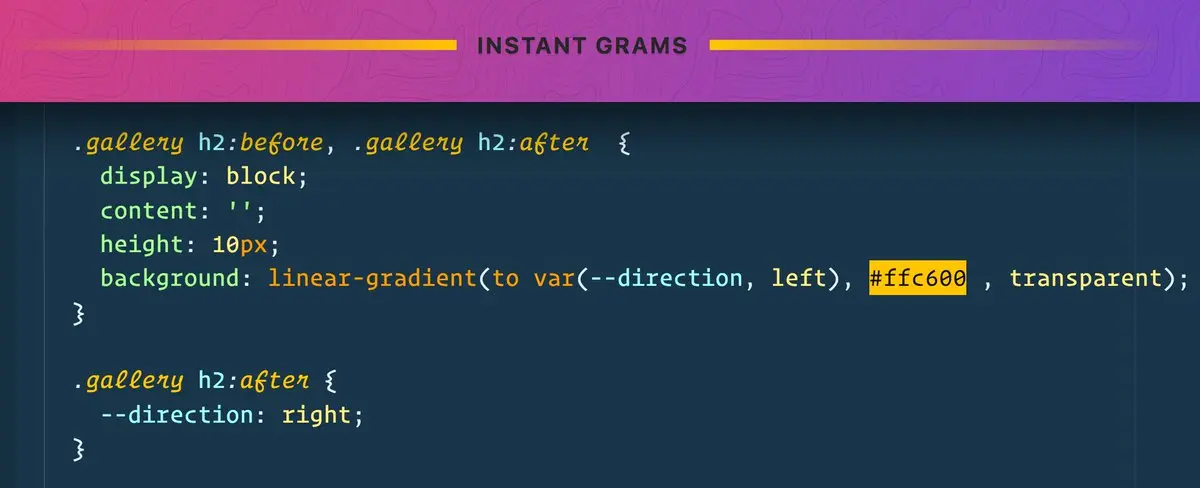 INSTANT GRAMS
.gallery h2:before, .gallery h2:after  {
  display: block;
  content: '';
  height: 10px;
  background: linear-gradient(to var(--direction, left), #ffc600 , transparent);
}
.gallery h2:after {
  --direction: right;
}